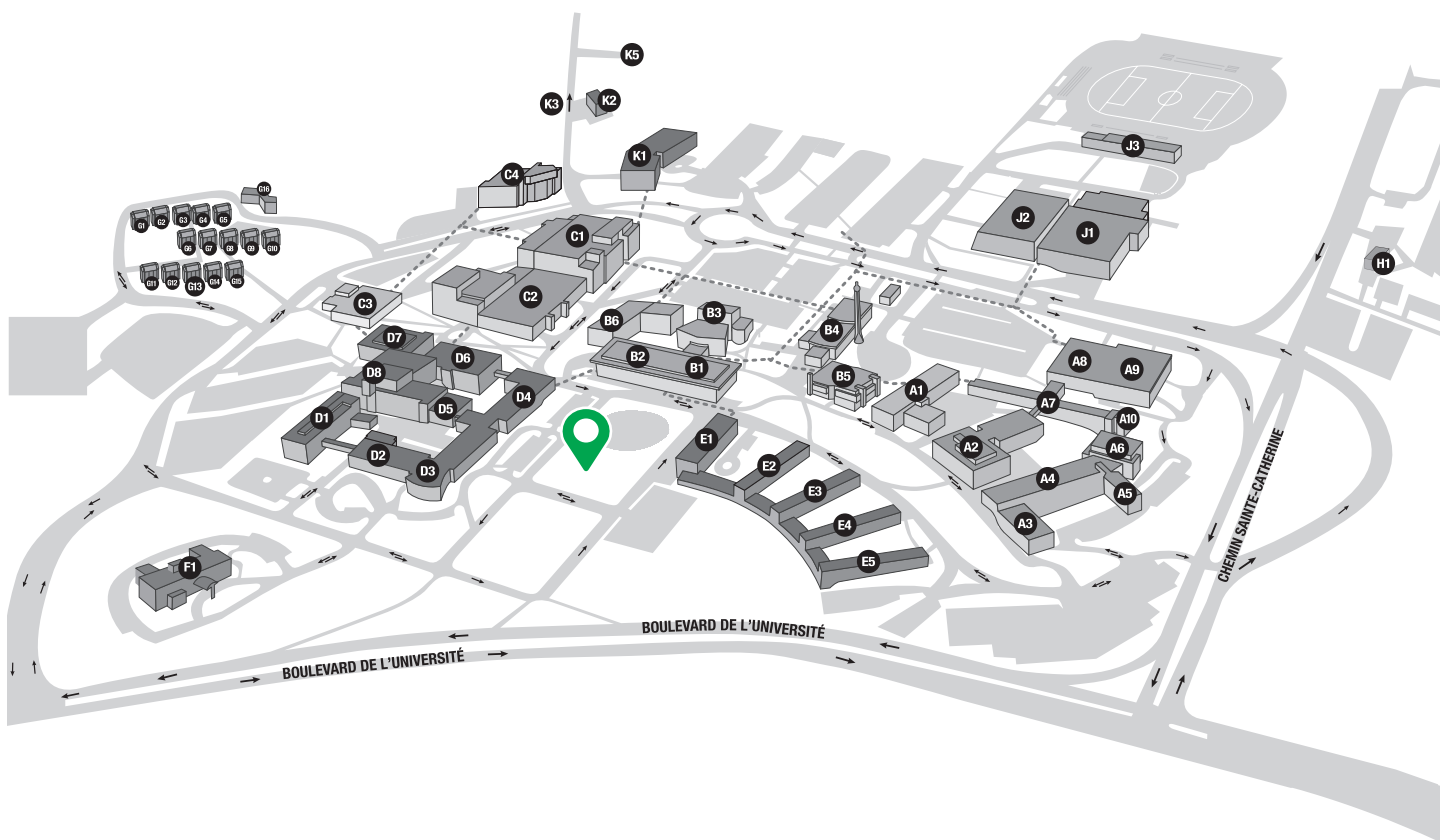 K5
K3
K2
K1
C4
J3
G16
G1
G2
G3
G4
G5
G6
G7
G8
G9
G10
G11
G12
G13
G14
G15
J2
J1
H1
C1
C2
C3
B6
B3
B4
B2
B1
B5
D7
D6
D8
D4
D5
D1
D2
D3
A8
A9
A1
A7
A10
A2
A6
A4
A5
A3
E1
E2
E3
E4
E5
F1
CHEMIN SAINTE-CATHERINE
BOULEVARD DE L'UNIVERSITÉ
BOULEVARD DE L'UNIVERSITÉ